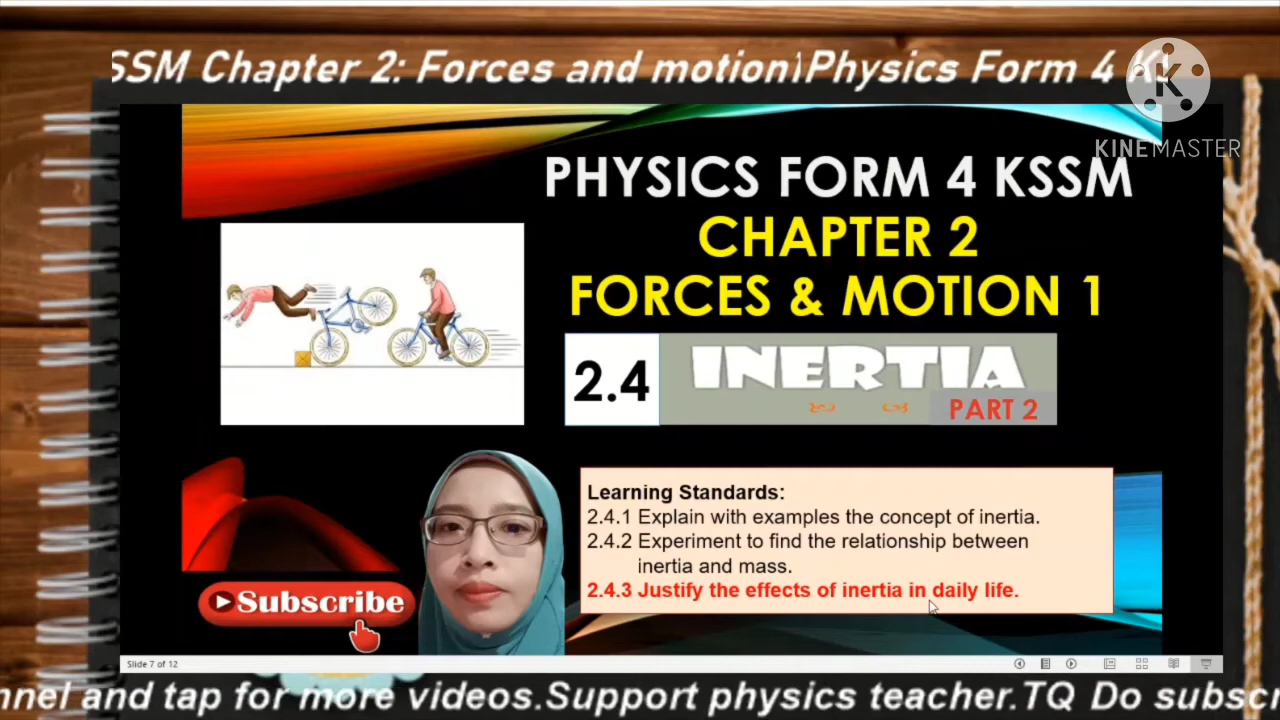 SSM Chapter 2: Forces and motion1Physics Form 4 K
KINEMASTER
PHYSICS FORM 4 KSSM
CHAPTER 2
FORCES & MOTION 1
2.4
INERTIA
PART 2
Learning Standards:
2.4.1 Explain with examples the concept of inertia.
2.4.2 Experiment to find the relationship between
inertia and mass.
2.4.3 Justify the effects of inertia in daily life.
Subscribe
Slide 7 of 12
nnel and tap for more videos.Support physics teacher.TQ Do subscr